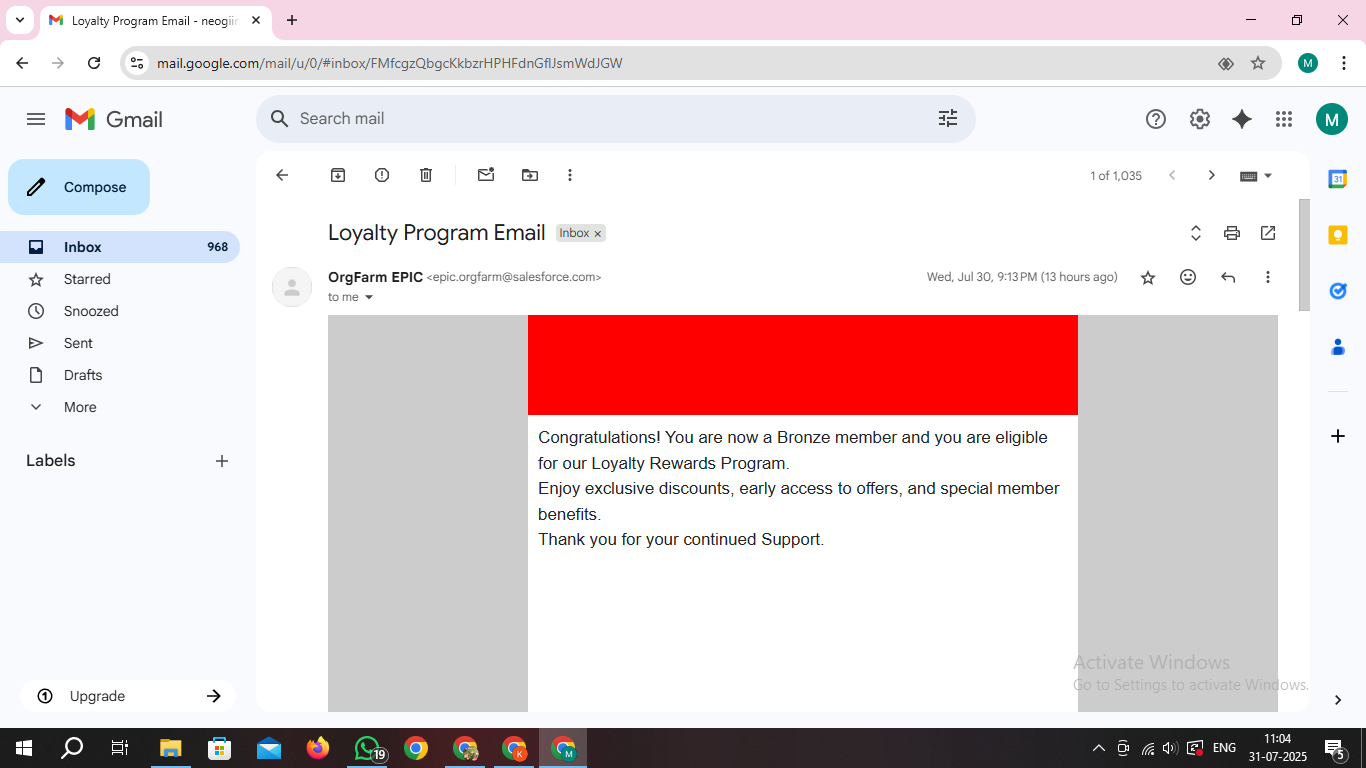 Loyalty Program Email - neogiir
mail.google.com/mail/u/0/#inbox/FMfcgzQbgcKkbzrHPHFdnGflJsmWdJGW
M
Gmail
Search mail
M
Compose
1 of 1,035
31
Inbox 968
Starred
Snoozed
Sent
Drafts
More
Labels
Upgrade
Loyalty Program Email Inbox x
OrgFarm EPIC <epic.orgfarm@salesforce.com> Wed, Jul 30, 9:13 PM (13 hours ago)
to me
Congratulations! You are now a Bronze member and you are eligible
for our Loyalty Rewards Program.
Enjoy exclusive discounts, early access to offers, and special member
benefits.
Thank you for your continued Support.
Activate Windows
Go to Settings to activate Windows.
19
K
M
ENG
11:04
31-07-2025
5